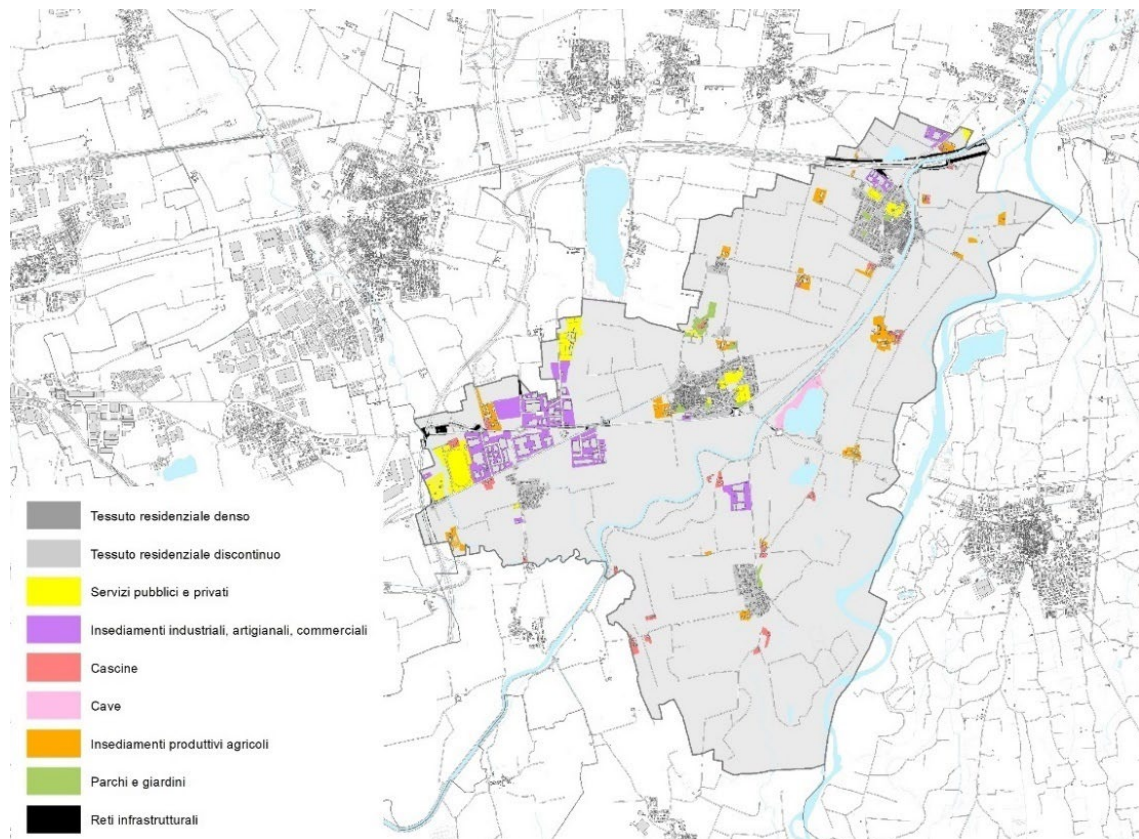 Tessuto residenziale denso
Tessuto residenziale discontinuo
Servizi pubblici e privati
Insediamenti industriali, artigianali, commerciali
Cascine
Cave
Insediamenti produttivi agricoli
Parchi e giardini
Reti infrastrutturali